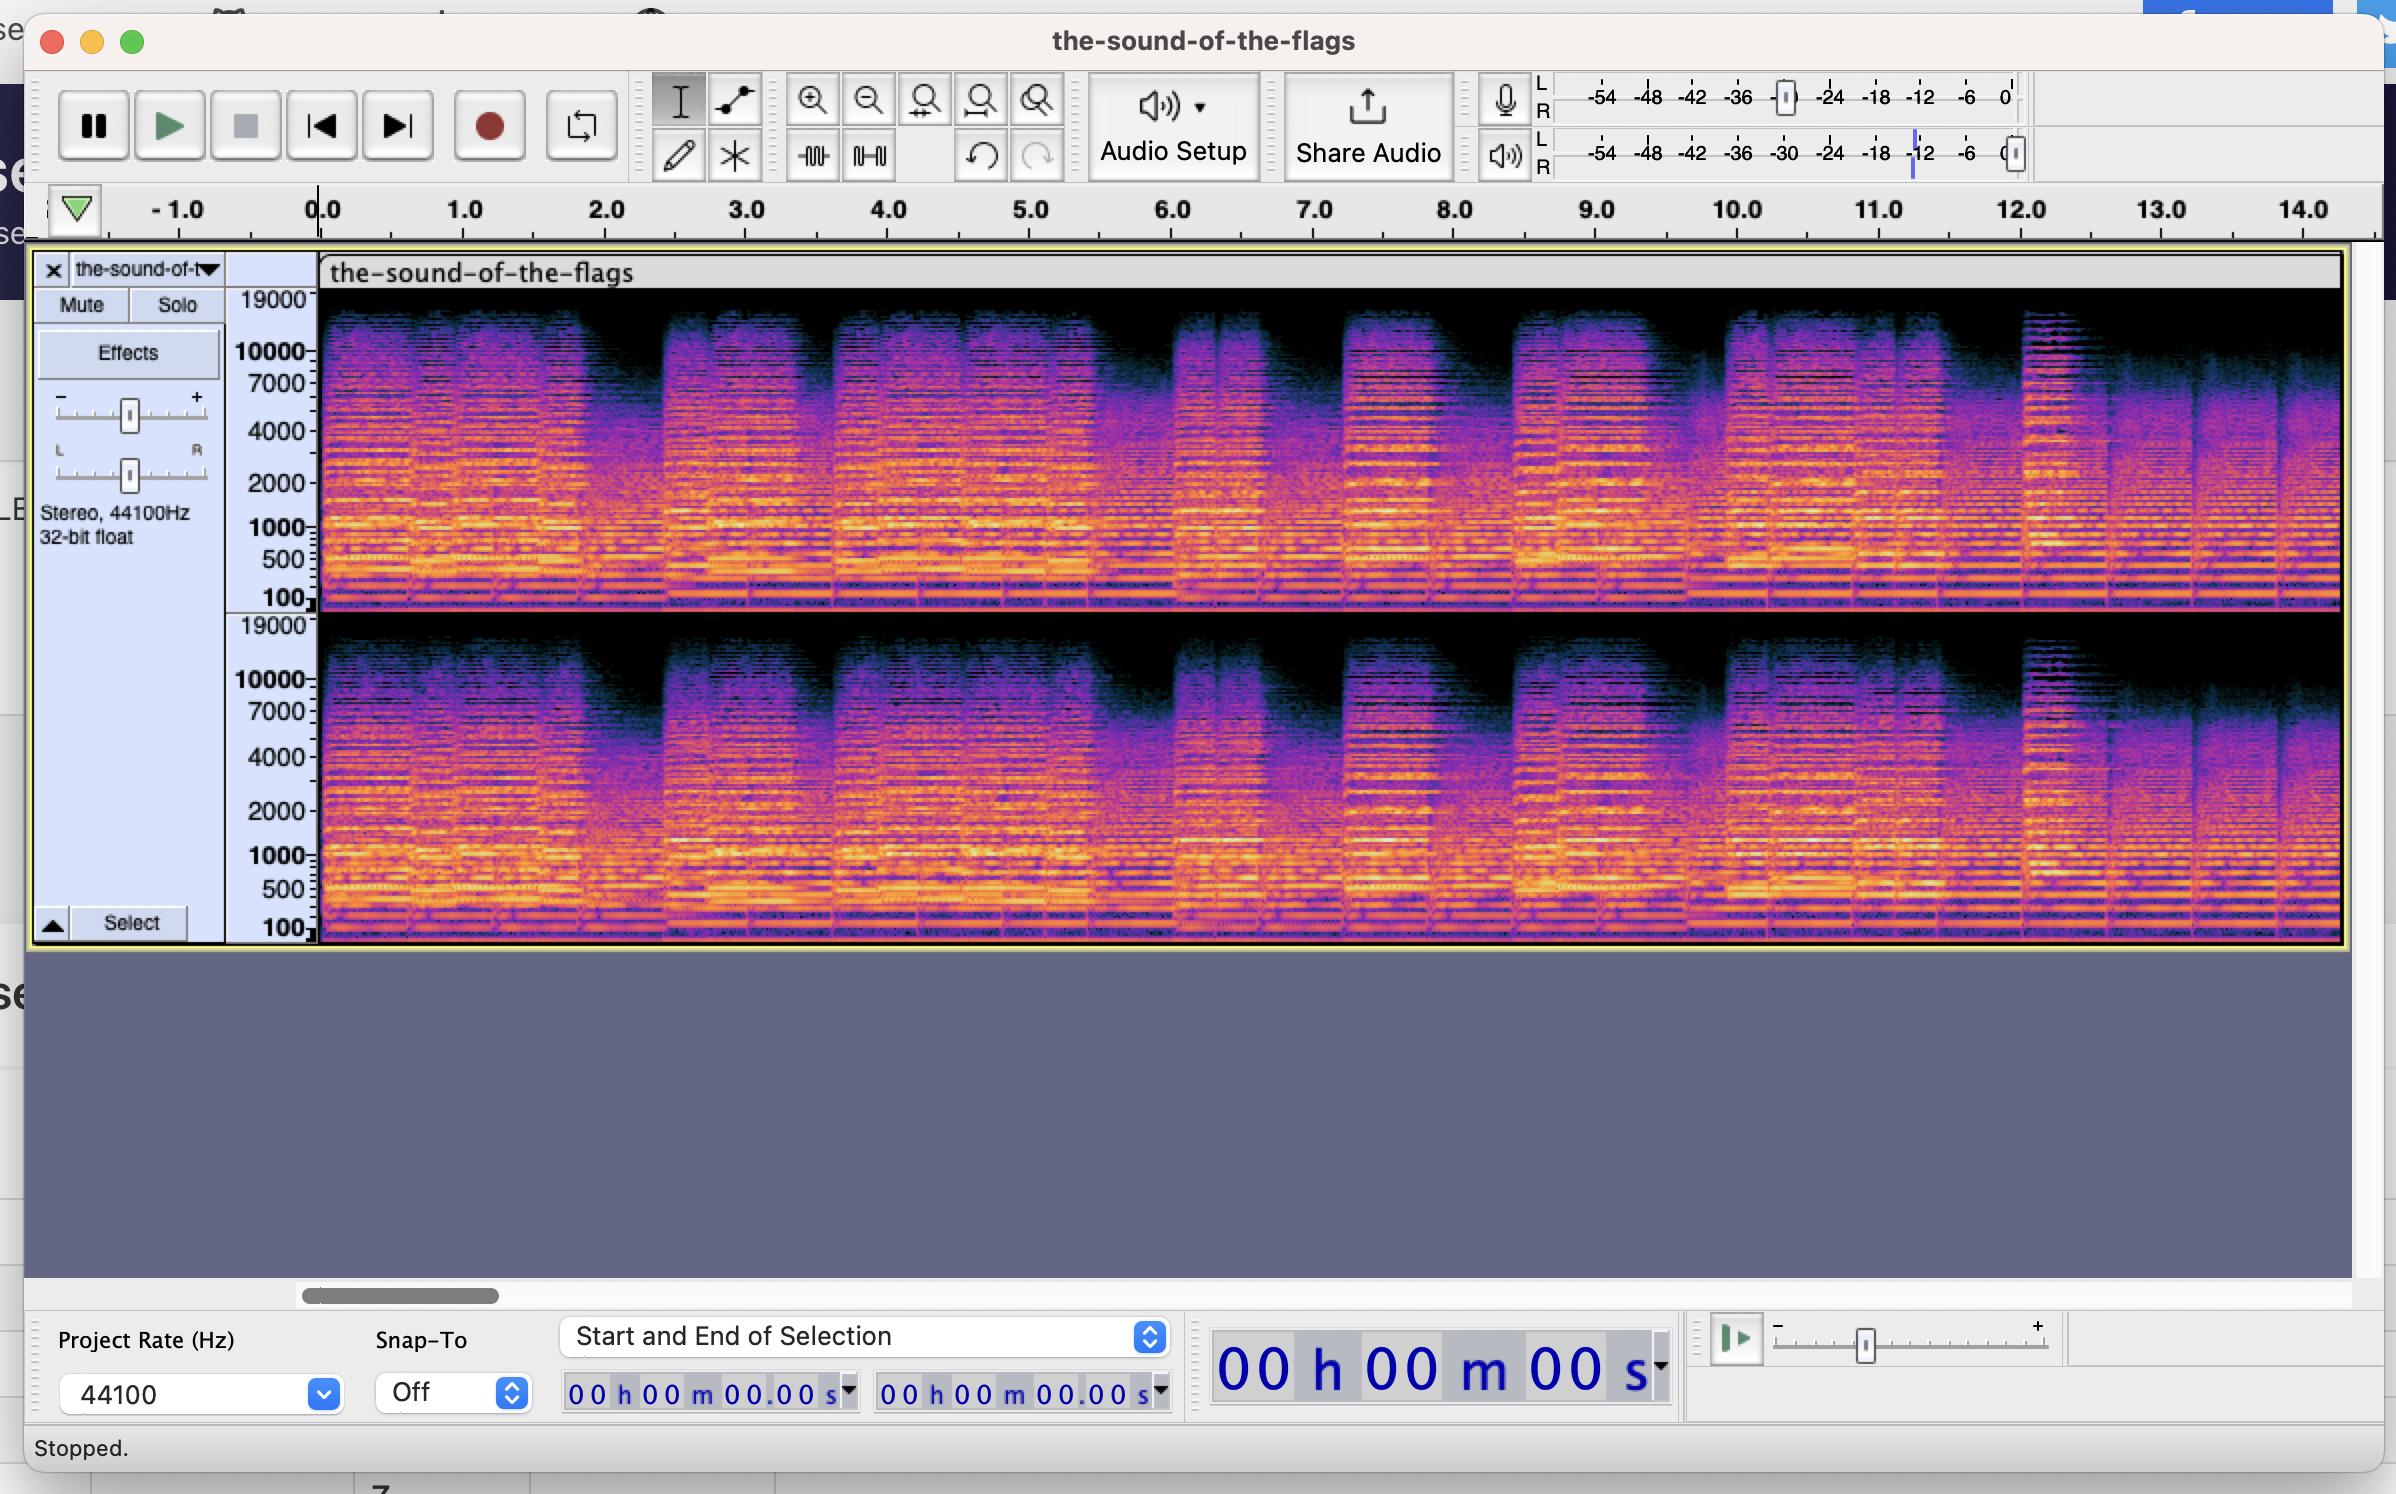 the-sound-of-the-flags
Audio Setup
Share Audio
L
R
-54 -48 -42 -36 -24 -18 -12 -6 0
L
R
-54 -48 -42 -36 -30 -24 -18 -12 -6
- 1.0 0.0 1.0 2.0 3.0 4.0 5.0 6.0 7.0 8.0 9.0 10.0 11.0 12.0 13.0 14.0
the-sound-of-t
the-sound-of-the-flags
Mute Solo
Effects
- +
L R
Stereo, 44100Hz
32-bit float
19000
10000
7000
4000
2000
1000
500
100
19000
10000
7000
4000
2000
1000
500
100
Select
Project Rate (Hz)
44100
Snap-To
Off
Start and End of Selection
00 h 00 m 00.00 s
00 h 00 m 00.00 s
00 h 00 m 00 s
- +
Stopped.